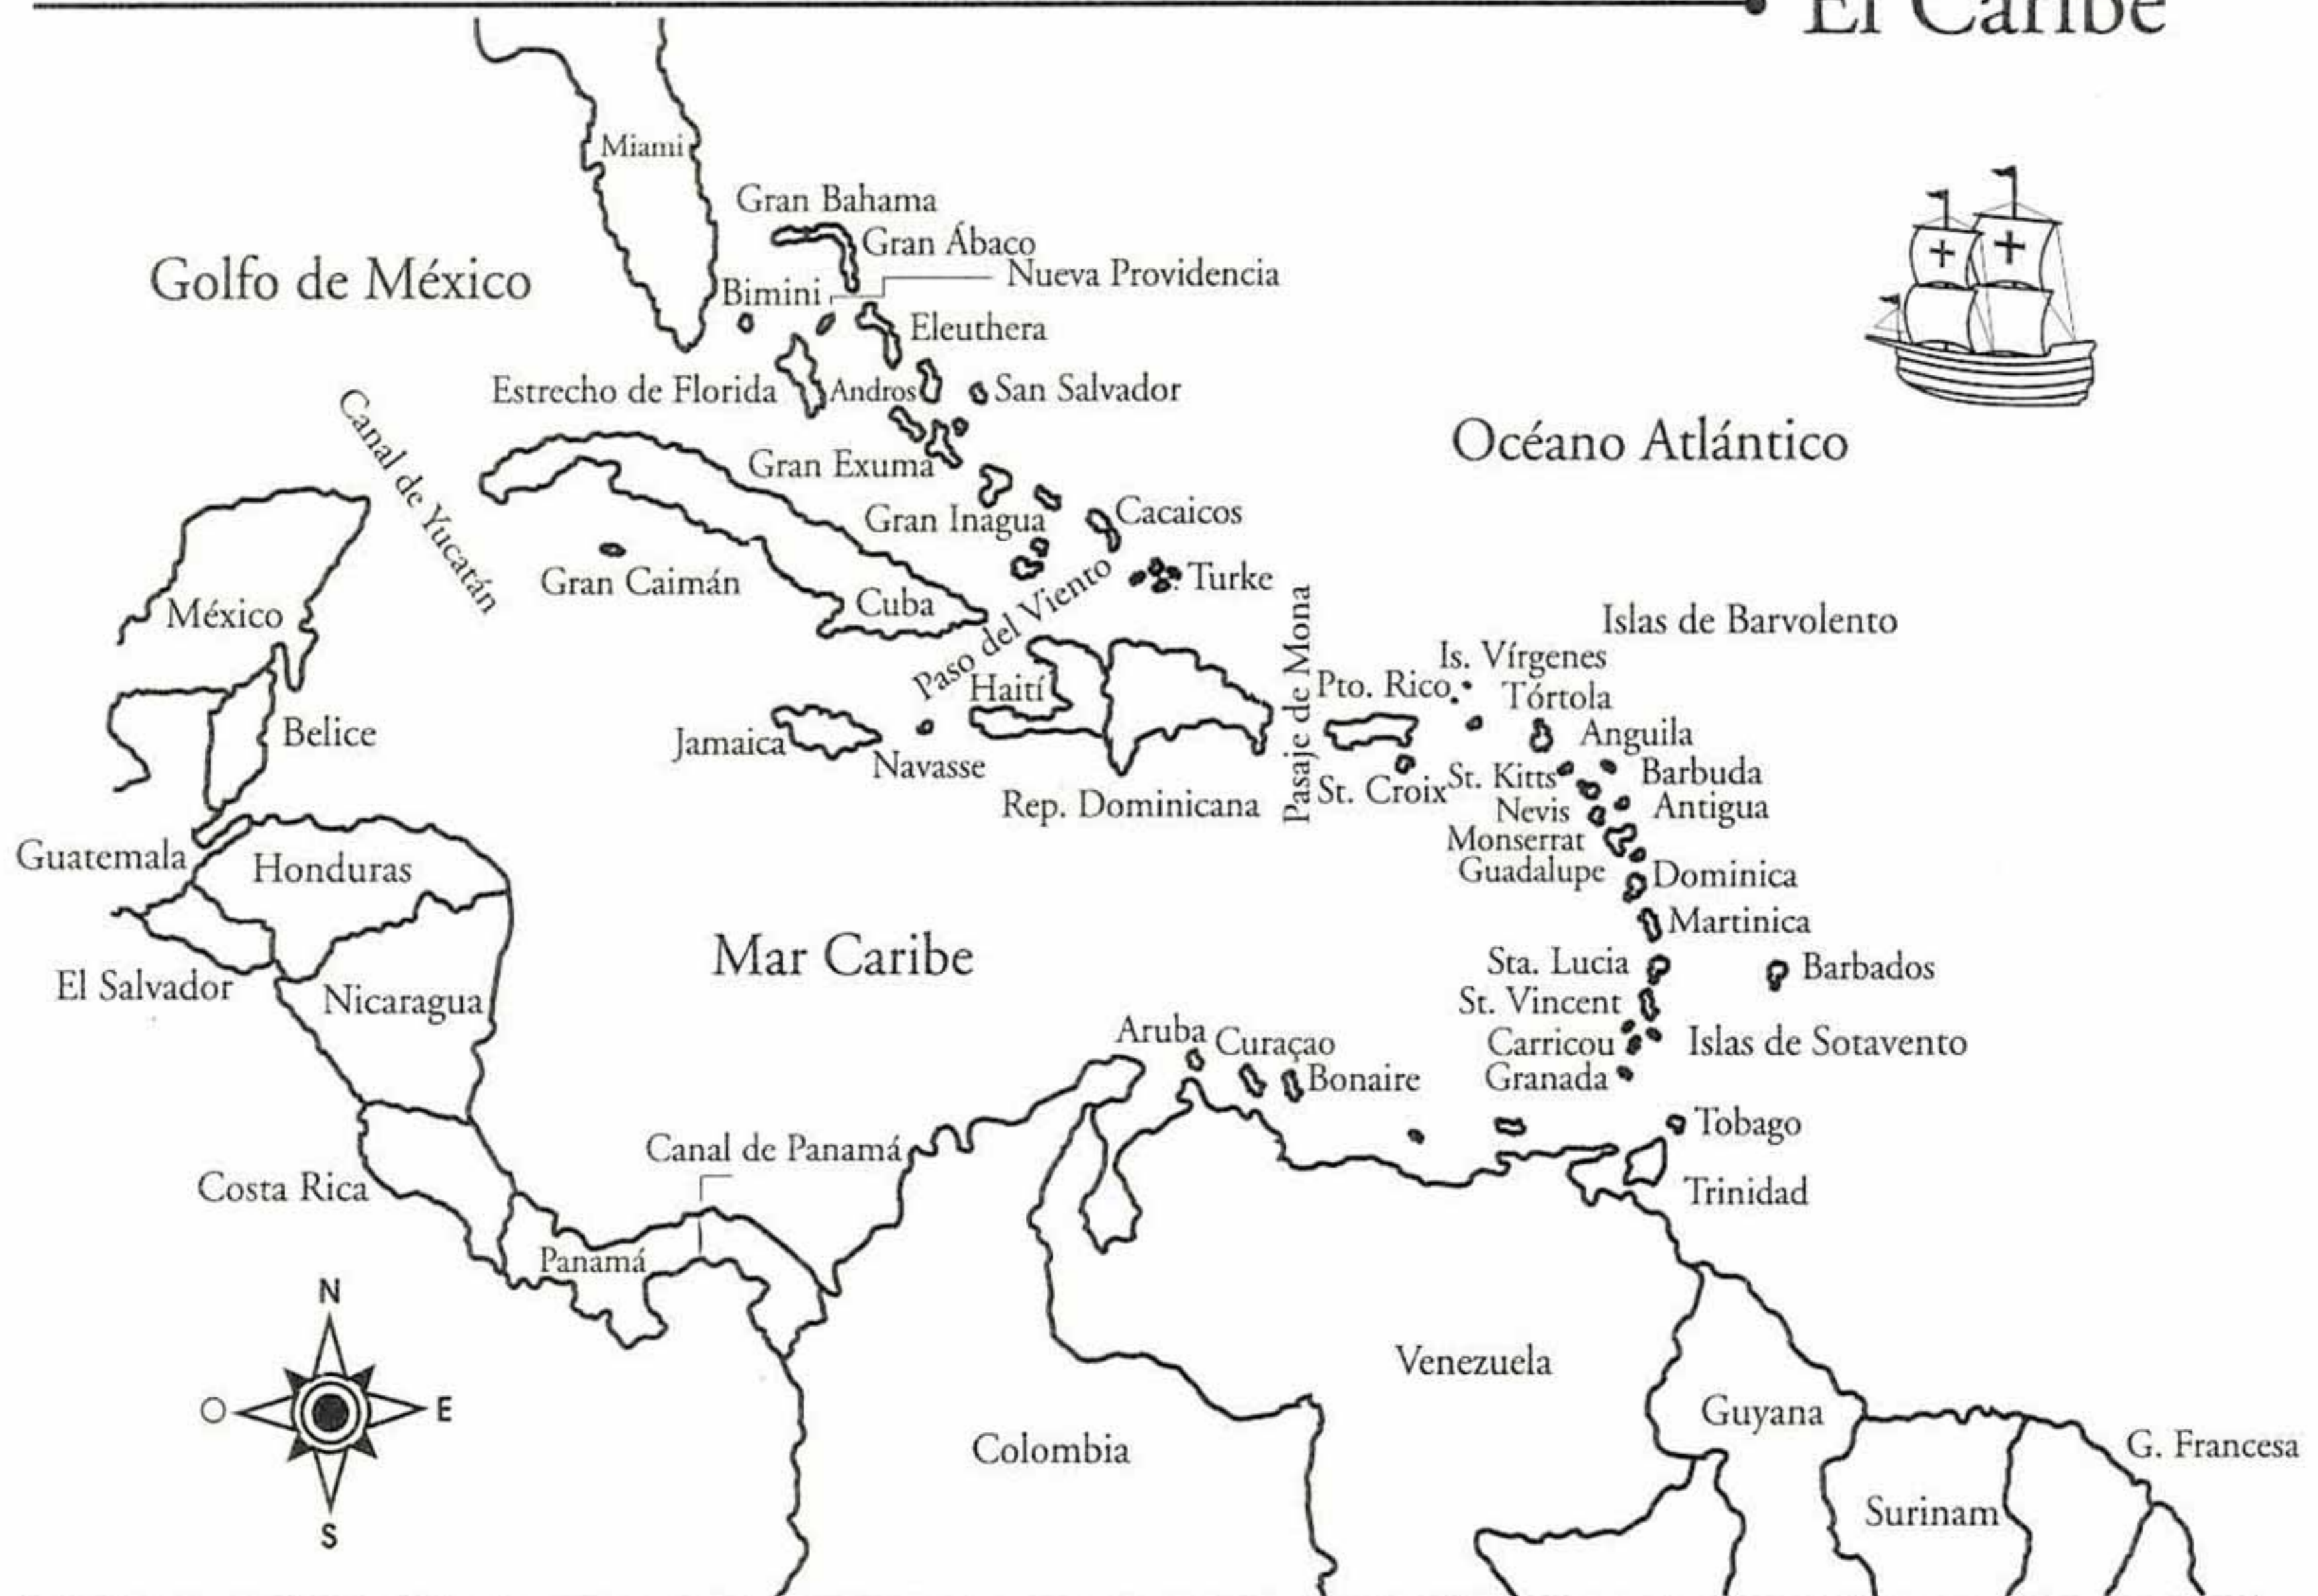 El Caribe
Miami
Gran Bahama
Gran Ábaco
Golfo de México
Nueva Providencia
Bimini
Eleuthera
Estrecho de Florida
Andros
San Salvador
Canal de Yucatán
Océano Atlántico
Gran Exuma
Cacaicos
Gran Inagua
Gran Caimán
Turke
Cuba
México
Paso del Viento
Islas de Barvolento
Is. Vírgenes
Haití
Pasaje de Mona
Pto. Rico
Tórtola
Belice
Jamaica
Anguila
Navasse
St. Croix
St. Kitts
Barbuda
Rep. Dominicana
Nevis
Antigua
Monserrat
Guatemala
Honduras
Guadalupe
Dominica
Martinica
Mar Caribe
Sta. Lucia
Barbados
El Salvador
Nicaragua
St. Vincent
Aruba
Curaçao
Carricou
Islas de Sotavento
Bonaire
Granada
Tobago
Canal de Panamá
Costa Rica
Trinidad
Panamá
N
Venezuela
O
E
Guyana
Colombia
G. Francesa
Surinam
S